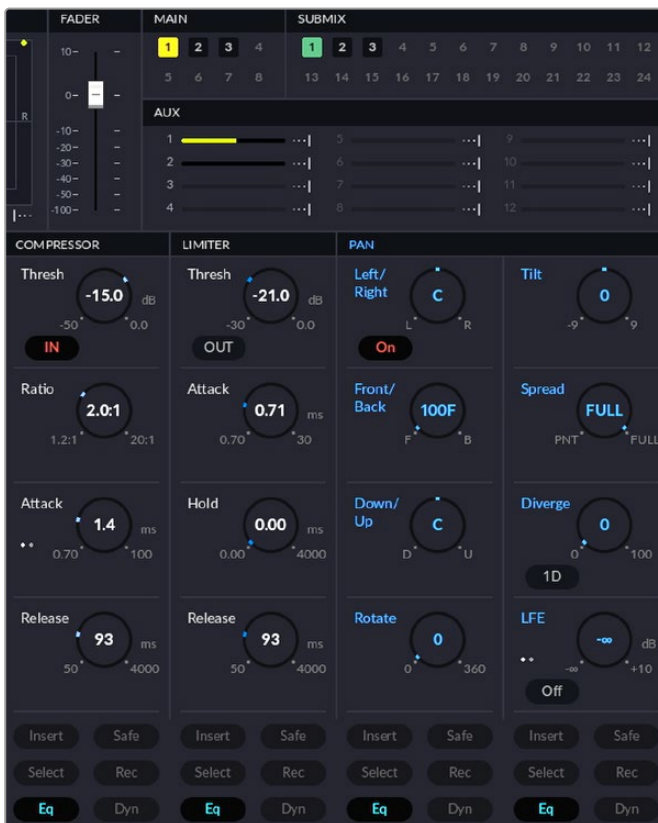 FADER MAIN SUBMIX
10- 1 2 3 4 1 2 3 4 5 6 7 8 9 10 11 12
5 6 7 8 13 14 15 16 17 18 19 20 21 22 23 24
0-
R
AUX
-10-
-20-
-30-
-40-
-50-
-100-
1 5 9
2 6 10
3 7 11
4 8 12
COMPRESSOR LIMITER PAN
Thresh Thresh Left/ Tilt
Right
-15.0 dB -21.0 dB C 0
-50 0.0 -30 0.0 L R -9 9
IN OUT On
Ratio Attack Front/ Spread
Back
2.0:1 0.71 ms 100F FULL
1.2:1 20:1 0.70 30 F B PNT FULL
Attack Hold Down/ Diverge
Up
1.4 ms 0.00 ms C 0
0.70 100 0.00 4000 D U 0 100
1D
Release Release Rotate LFE
93 ms 93 ms 0 -∞ dB
50 4000 50 4000 0 360 -∞ +10
Off
Insert Safe Insert Safe Insert Safe Insert Safe
Select Rec Select Rec Select Rec Select Rec
Eq Dyn Eq Dyn Eq Dyn Eq Dyn